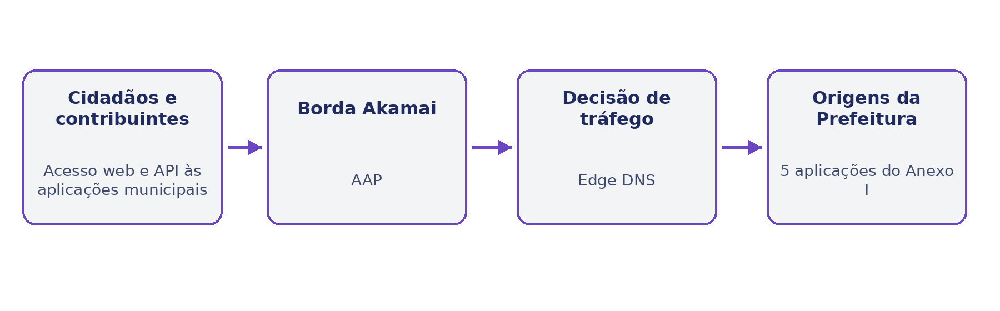 Cidadãos e
contribuintes
Acesso web e API às
aplicações municipais
Borda Akamai
AAP
Decisão de
tráfego
Edge DNS
Origens da
Prefeitura
5 aplicações do Anexo
I